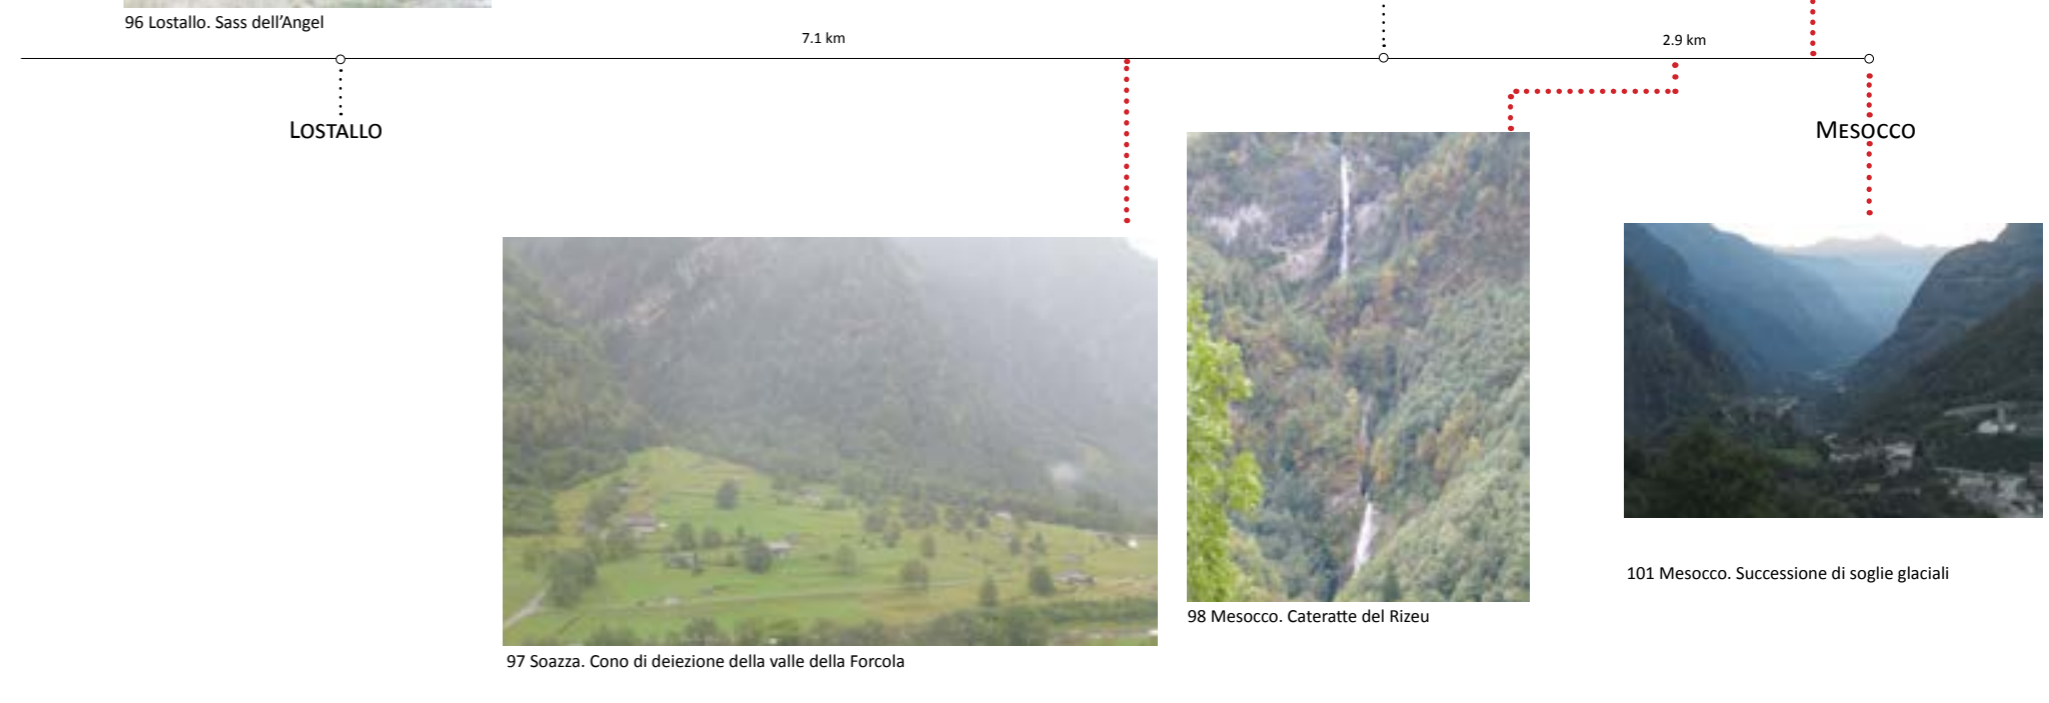 96 Lostallo. Sass dell'Angel
7.1 km
2.9 km
Lostallo
Mesocco
101 Mesocco. Successione di soglie glaciali
98 Mesocco. Cateratte del Rizeu
97 Soazza. Cono di deiezione della valle della Forcola